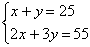 x + y = 25
2x + 3y = 55